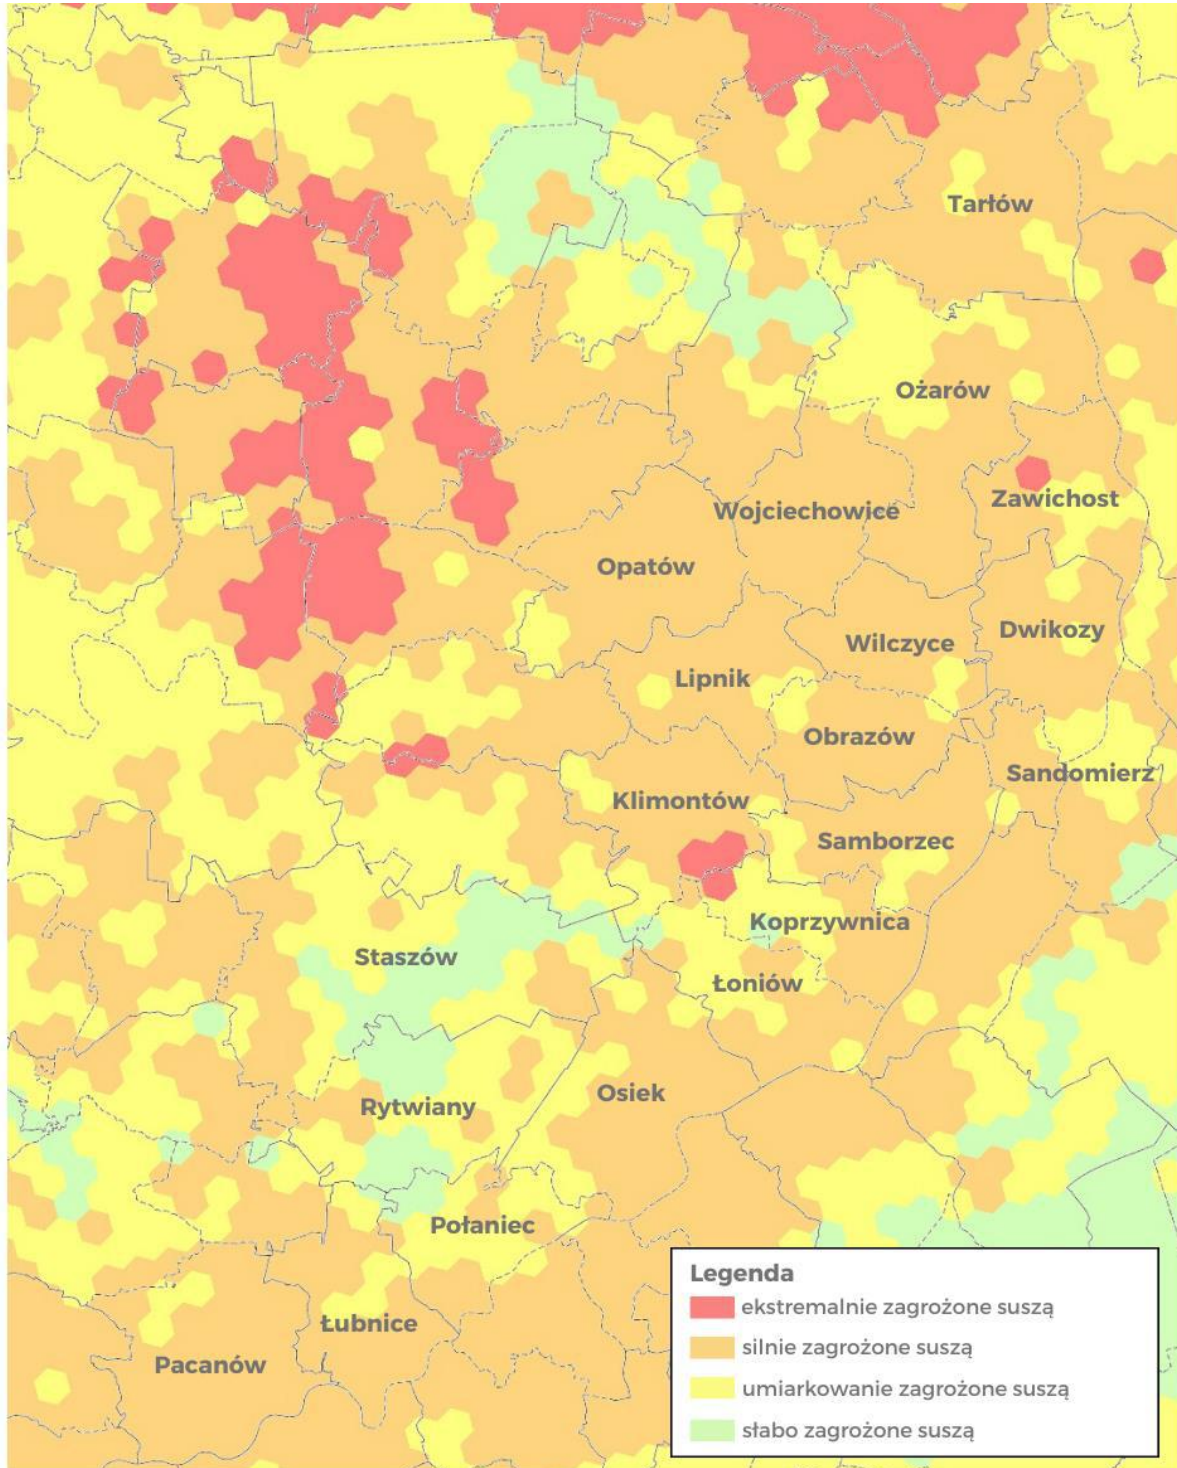 Tarłów
Ożarów
Zawichost
Wojciechowice
Opatów
Dwikozy
Wilczyce
Lipnik
Obrazów
Sandomierz
Klimontów
Samborzec
Koprzywnica
Staszów
Łoniów
Osiek
Rytwiany
Połaniec
Łubnice
Pacanów
Legenda
ekstremalnie zagrożone suszą
silnie zagrożone suszą
umiarkowanie zagrożone suszą
słabo zagrożone suszą